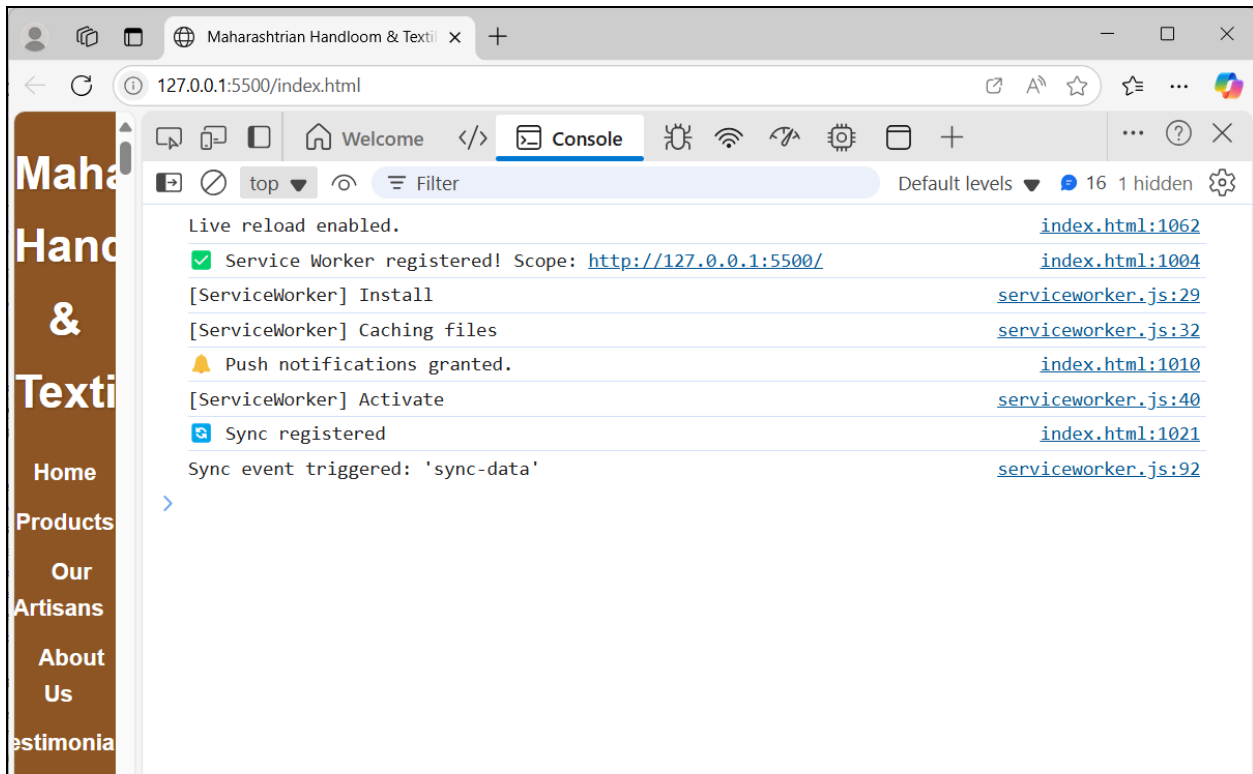 Maharashtrian Handloom & Textil
127.0.0.1:5500/index.html
Welcome
Console
top
Filter
Default levels
16
1 hidden
Live reload enabled. index.html:1062
✅ Service Worker registered! Scope: http://127.0.0.1:5500/ index.html:1004
[ServiceWorker] Install serviceworker.js:29
[ServiceWorker] Caching files serviceworker.js:32
🔔 Push notifications granted. index.html:1010
[ServiceWorker] Activate serviceworker.js:40
🔄 Sync registered index.html:1021
Sync event triggered: 'sync-data' serviceworker.js:92
Maha
Hand
&
Texti
Home
Products
Our
Artisans
About
Us
estimonia